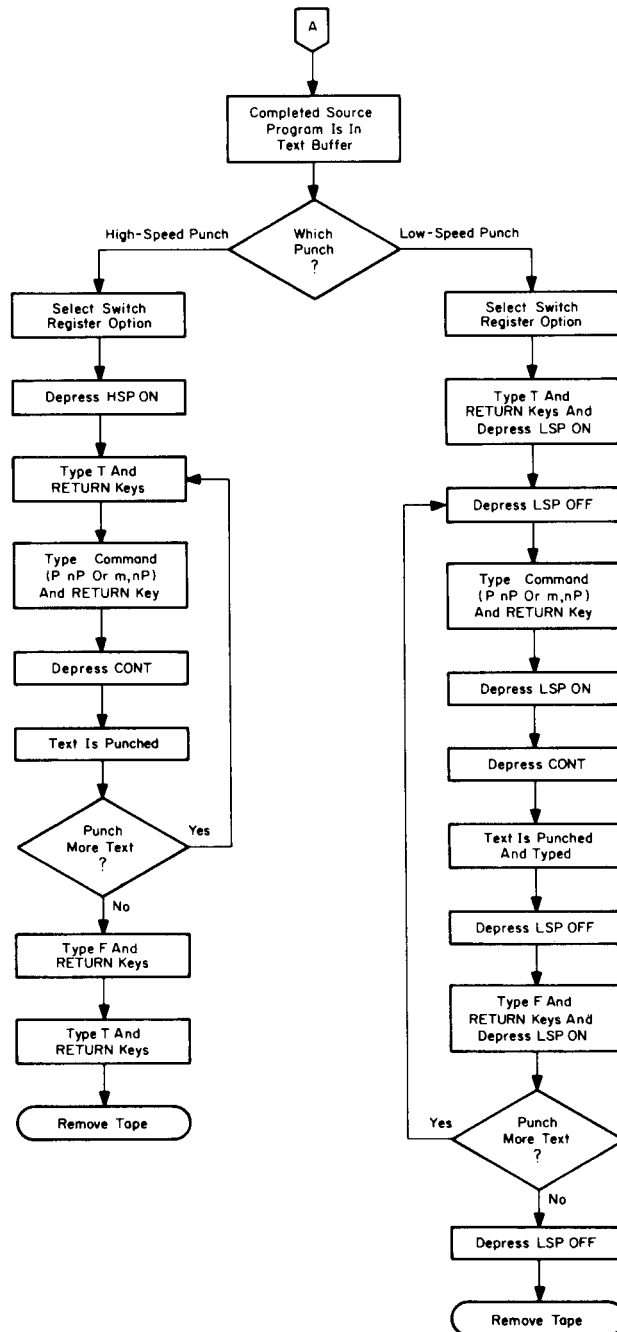 A
Completed Source
Program Is In
Text Buffer
High-Speed Punch
Which
Punch
?
Low-Speed Punch
Select Switch
Register Option
Depress HSP ON
Type T And
RETURN Keys
Type Command
(P nP Or m,nP)
And RETURN Key
Depress CONT
Text Is Punched
Punch
More Text
?
Yes
No
Type F And
RETURN Keys
Type T And
RETURN Keys
Remove Tape
Select Switch
Register Option
Type T And
RETURN Keys And
Depress LSP ON
Depress LSP OFF
Type Command
(P nP Or m,nP)
And RETURN Key
Depress LSP ON
Depress CONT
Text Is Punched
And Typed
Depress LSP OFF
Type F And
RETURN Keys And
Depress LSP ON
Yes
Punch
More Text
?
No
Depress LSP OFF
Remove Tape